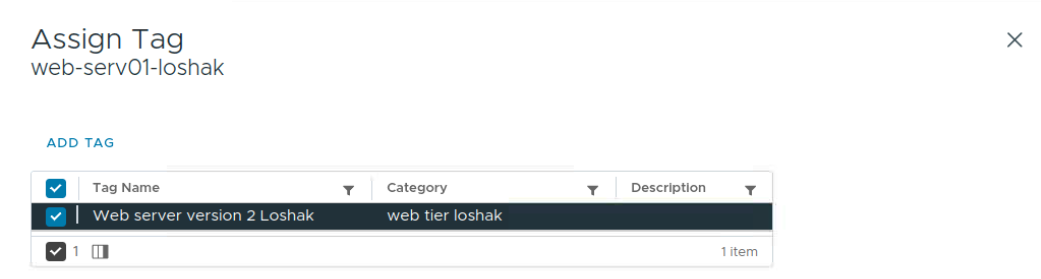 Assign Tag
web-serv01-loshak
ADD TAG
Tag Name Category Description
Web server version 2 Loshak web tier loshak
1 1 item